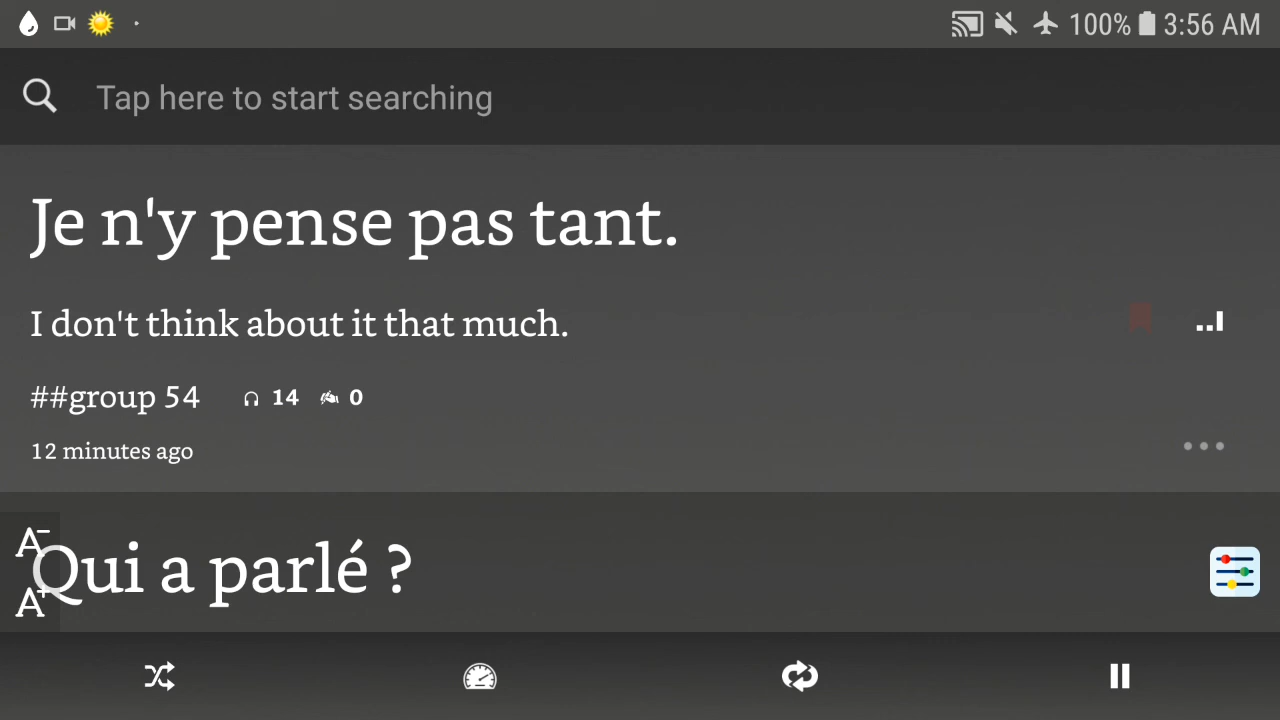 100% 3:56 AM
Tap here to start searching
Je n'y pense pas tant.
I don't think about it that much.
##group 54 14 0
12 minutes ago
A-
Qui a parlé ?
A+